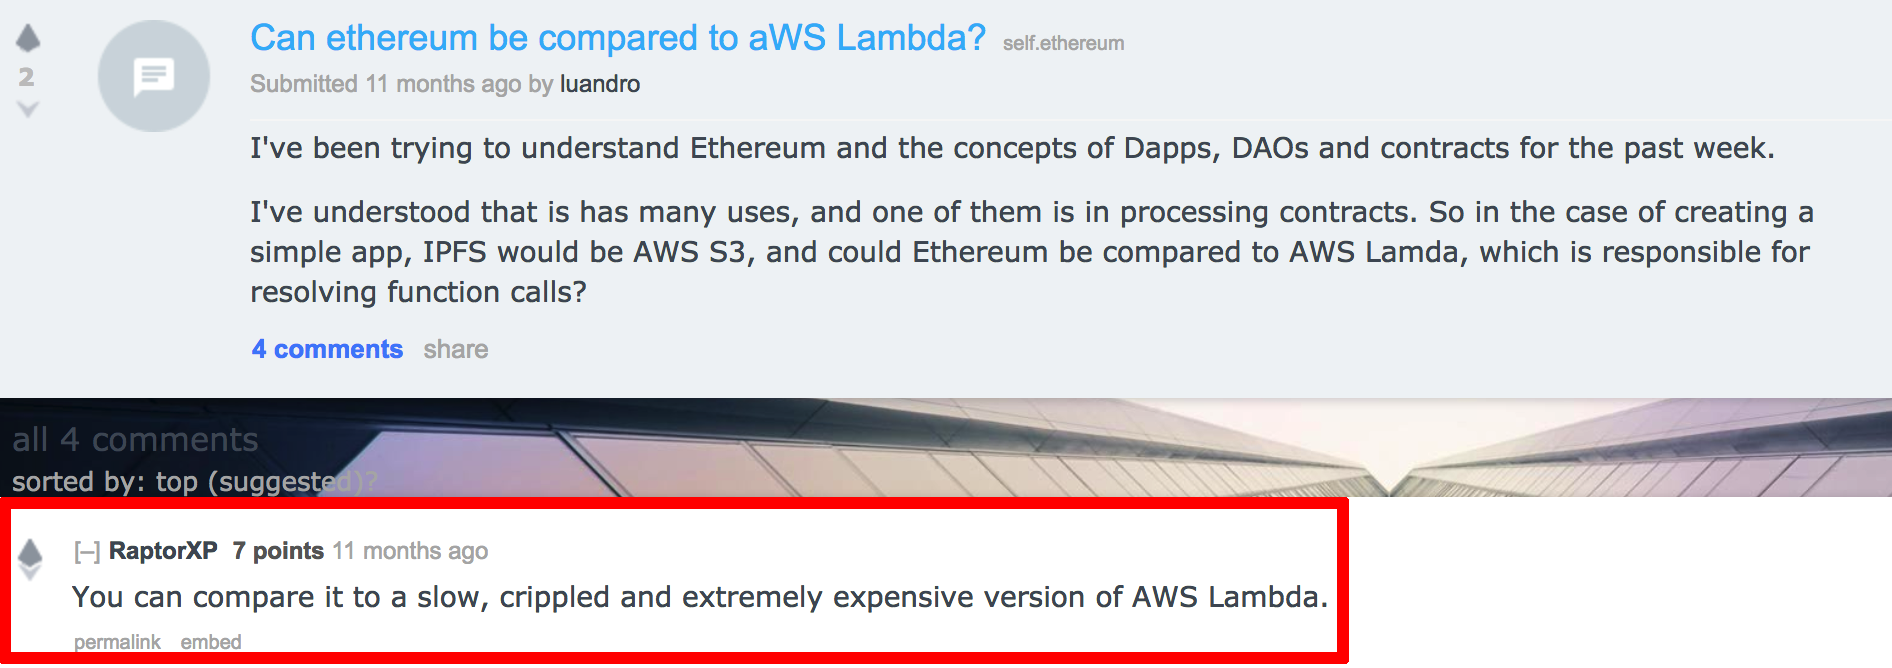 2
Can ethereum be compared to aWS Lambda? self.ethereum
Submitted 11 months ago by luandro
I've been trying to understand Ethereum and the concepts of Dapps, DAOs and contracts for the past week.
I've understood that is has many uses, and one of them is in processing contracts. So in the case of creating a
simple app, IPFS would be AWS S3, and could Ethereum be compared to AWS Lamda, which is responsible for
resolving function calls?
4 comments share
all 4 comments
sorted by: top (suggested)?
[–] RaptorXP 7 points 11 months ago
You can compare it to a slow, crippled and extremely expensive version of AWS Lambda.
permalink embed